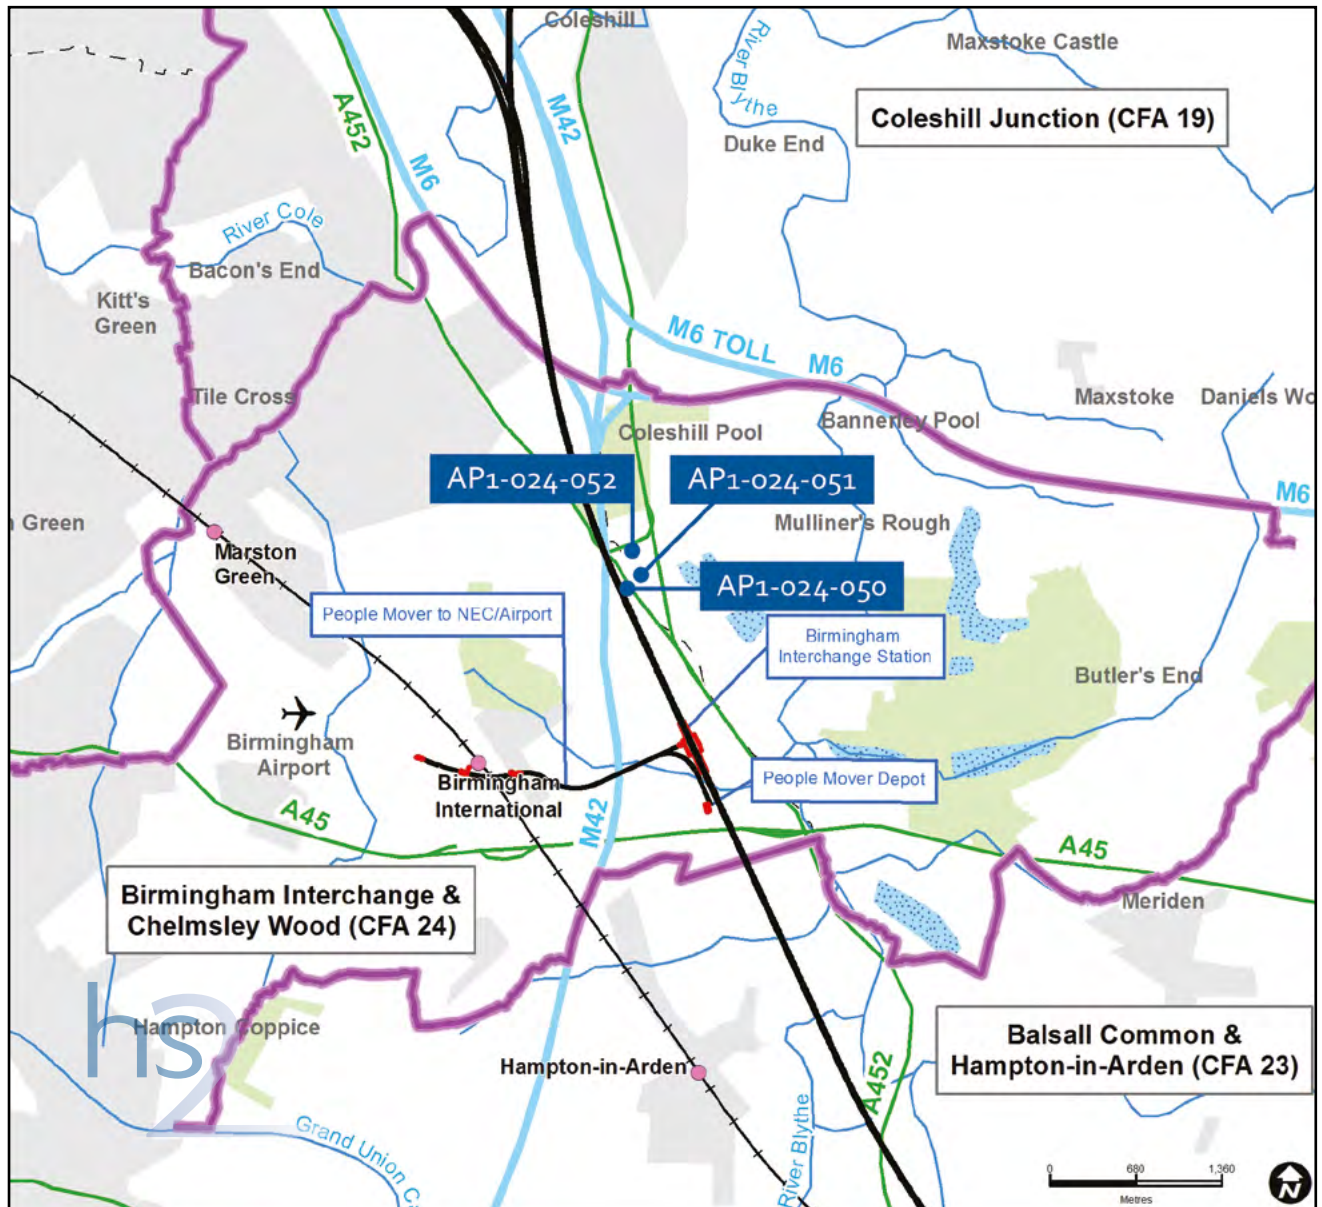 Coleshill
Maxstoke Castle
River Blythe
A452
M6
M42
Coleshill Junction (CFA 19)
Duke End
River Cole
Bacon's End
Kitt's
Green
M6 TOLL
M6
Tile Cross
Maxstoke
Daniels Wo
Bannerley Pool
Coleshill Pool
AP1-024-052
AP1-024-051
M6
n Green
Mulliner's Rough
Marston
Green
AP1-024-050
People Mover to NEC/Airport
Birmingham
Interchange Station
Butler's End
Birmingham
Airport
Birmingham
International
People Mover Depot
A45
M42
A45
Birmingham Interchange &
Chelmsley Wood (CFA 24)
Meriden
hs2
Hampton Coppice
Balsall Common &
Hampton-in-Arden (CFA 23)
Hampton-in-Arden
A452
River Blythe
Grand Union Ca
0 680 1,360
Metres
N